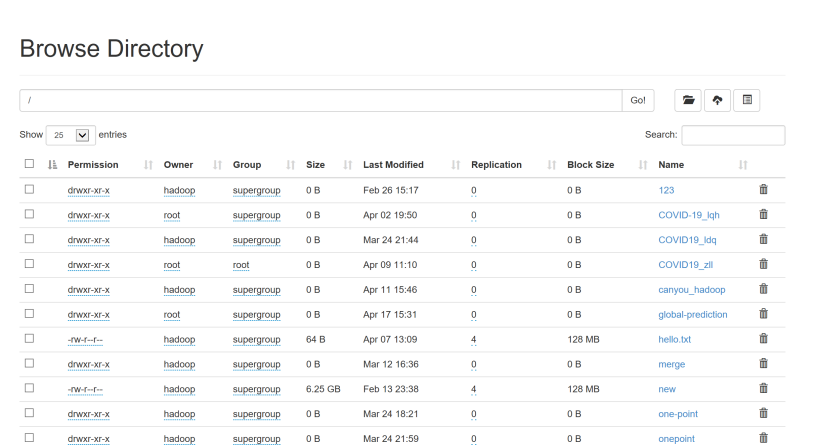 Browse Directory
/ Go!
Show 25 entries Search:
Permission Owner Group Size Last Modified Replication Block Size Name
drwxr-xr-x hadoop supergroup 0 B Feb 26 15:17 0 0 B 123
drwxr-xr-x root supergroup 0 B Apr 02 19:50 0 0 B COVID-19_lqh
drwxr-xr-x hadoop supergroup 0 B Mar 24 21:44 0 0 B COVID19_ldq
drwxr-xr-x root root 0 B Apr 09 11:10 0 0 B COVID19_zll
drwxr-xr-x hadoop supergroup 0 B Apr 11 15:46 0 0 B canyou_hadoop
drwxr-xr-x root supergroup 0 B Apr 17 15:31 0 0 B global-prediction
-rw-r--r-- hadoop supergroup 64 B Apr 07 13:09 4 128 MB hello.txt
drwxr-xr-x hadoop supergroup 0 B Mar 12 16:36 0 0 B merge
-rw-r--r-- hadoop supergroup 6.25 GB Feb 13 23:38 4 128 MB new
drwxr-xr-x hadoop supergroup 0 B Mar 24 18:21 0 0 B one-point
drwxr-xr-x hadoop supergroup 0 B Mar 24 21:59 0 0 B onepoint